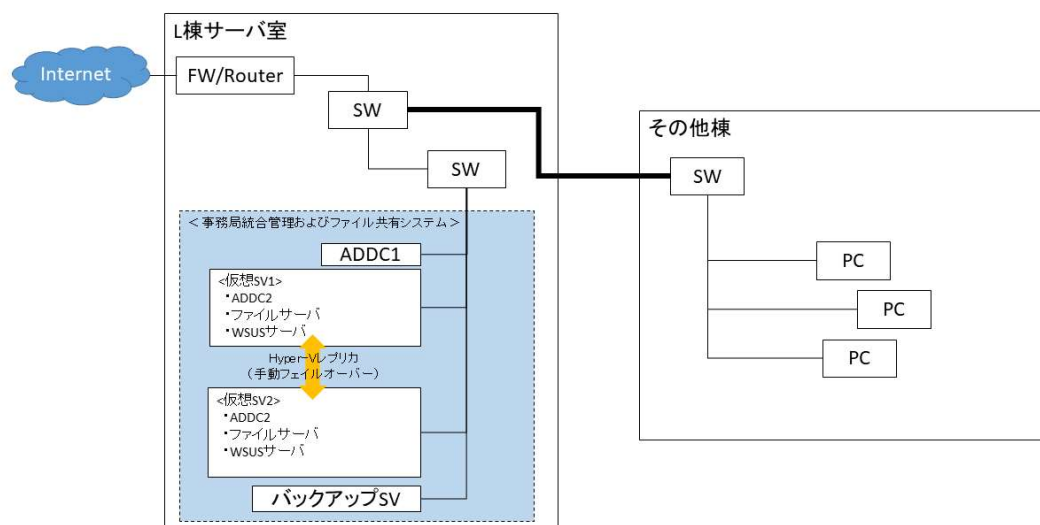 L棟サーバ室
Internet
FW/Router
SW
SW
＜事務局統合管理およびファイル共有システム＞
ADDC1
<仮想SV1>
・ADDC2
・ファイルサーバ
・WSUSサーバ
Hyper-Vレプリカ
（手動フェイルオーバー）
<仮想SV2>
・ADDC2
・ファイルサーバ
・WSUSサーバ
バックアップSV
その他棟
SW
PC
PC
PC